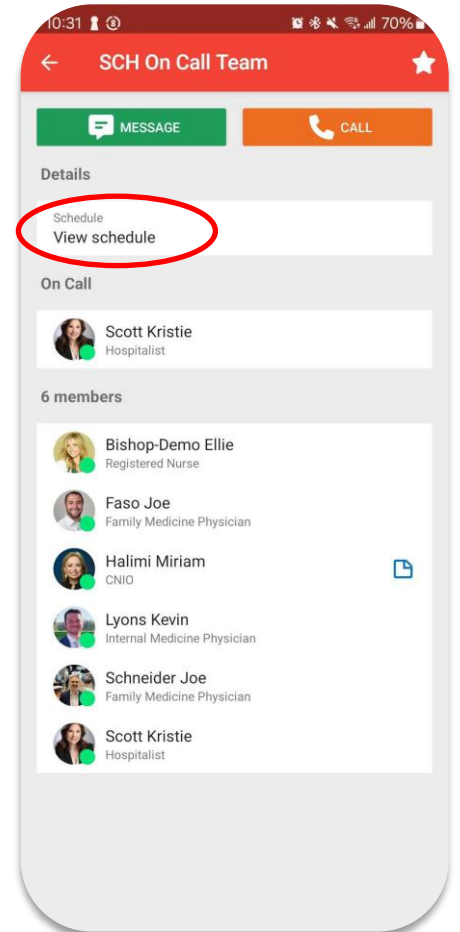 10:31 70%
SCH On Call Team
MESSAGE CALL
Details
Schedule
View schedule
On Call
Scott Kristie
Hospitalist
6 members
Bishop-Demo Ellie
Registered Nurse
Faso Joe
Family Medicine Physician
Halimi Miriam
CNIO
Lyons Kevin
Internal Medicine Physician
Schneider Joe
Family Medicine Physician
Scott Kristie
Hospitalist